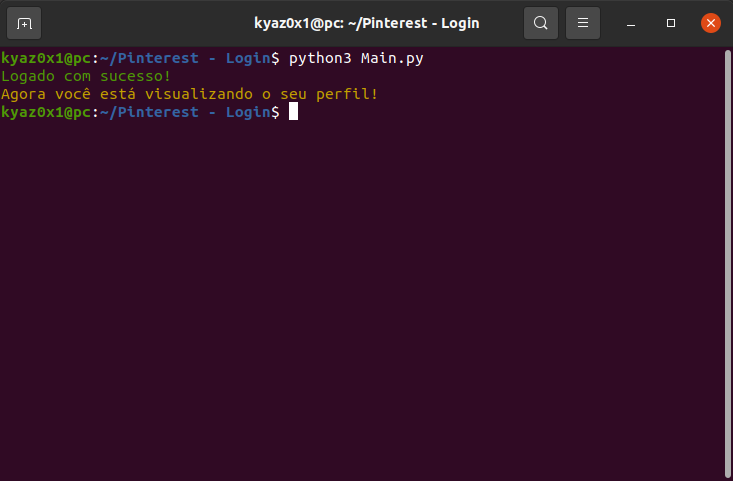 kyaz0x1@pc: ~/Pinterest - Login
kyaz0x1@pc:~/Pinterest - Login$ python3 Main.py
Logado com sucesso!
Agora você está visualizando o seu perfil!
kyaz0x1@pc:~/Pinterest - Login$